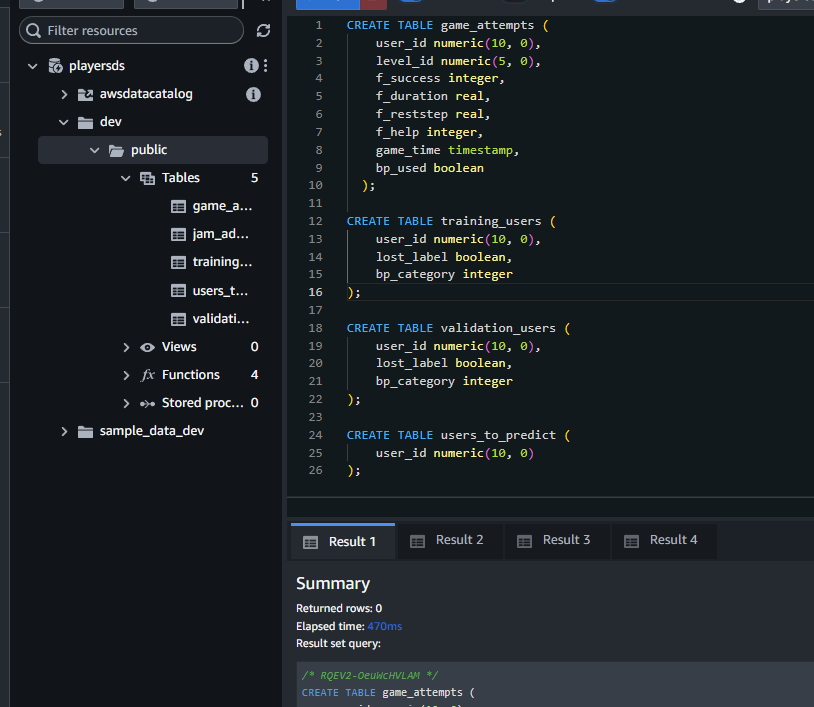 Filter resources
playersds
awsdatacatalog
dev
public
Tables 5
game_a...
jam_ad...
training...
users_t...
validati...
Views 0
fx Functions 4
Stored proc... 0
sample_data_dev
1 CREATE TABLE game_attempts (
2 user_id numeric(10, 0),
3 level_id numeric(5, 0),
4 f_success integer,
5 f_duration real,
6 f_reststep real,
7 f_help integer,
8 game_time timestamp,
9 bp_used boolean
10 );
11
12 CREATE TABLE training_users (
13 user_id numeric(10, 0),
14 lost_label boolean,
15 bp_category integer
16 );
17
18 CREATE TABLE validation_users (
19 user_id numeric(10, 0),
20 lost_label boolean,
21 bp_category integer
22 );
23
24 CREATE TABLE users_to_predict (
25 user_id numeric(10, 0)
26 );
Result 1 Result 2 Result 3 Result 4
Summary
Returned rows: 0
Elapsed time: 470ms
Result set query:
/* RQEV2-OeuWcHVLAM */
CREATE TABLE game_attempts (